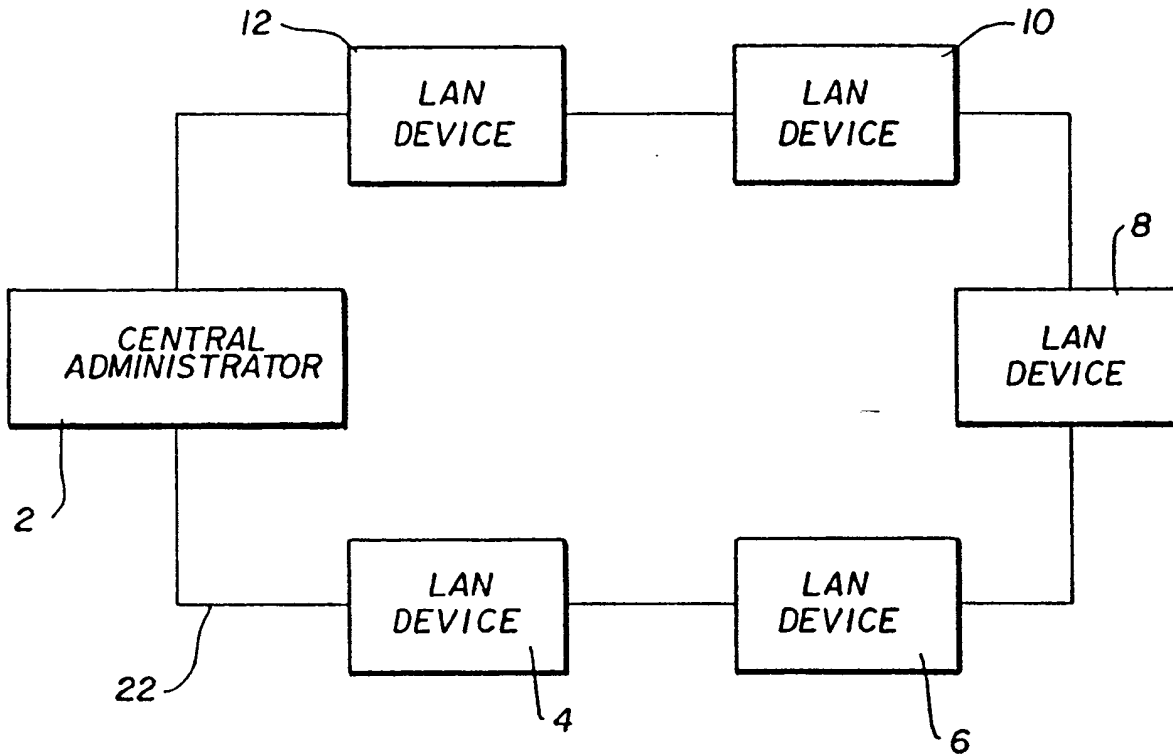 12
10
LAN
DEVICE
LAN
DEVICE
8
CENTRAL
ADMINISTRATOR
LAN
DEVICE
2
LAN
DEVICE
LAN
DEVICE
22
4
6